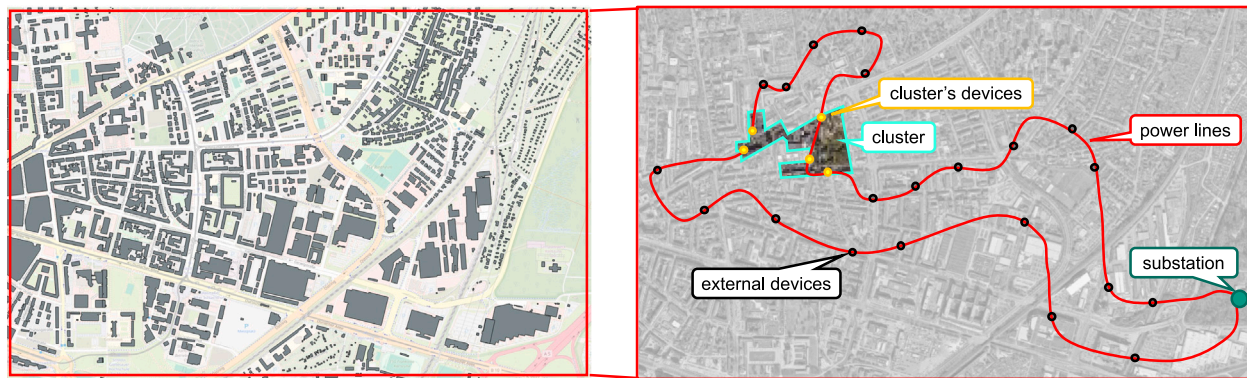 cluster's devices
cluster
power lines
substation
external devices